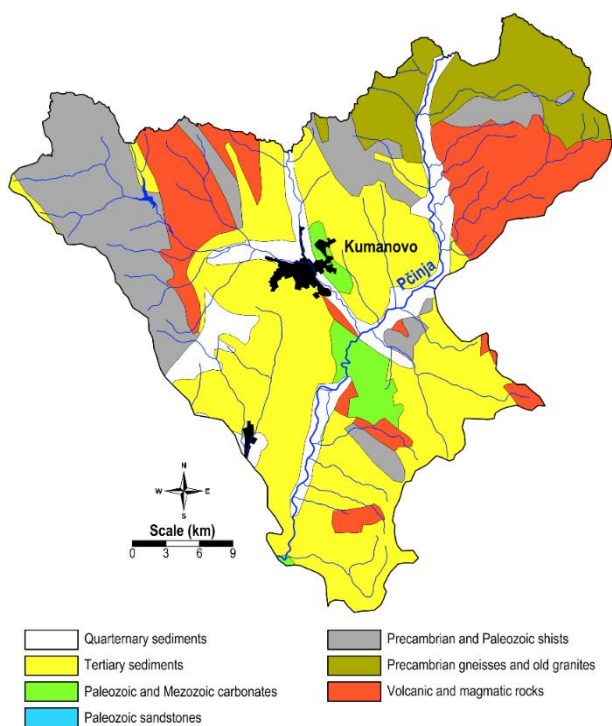 Kumanovo
Pčinja
N
W E
S
Scale (km)
0 3 6 9
Quarternary sediments
Tertiary sediments
Paleozoic and Mezozoic carbonates
Paleozoic sandstones
Precambrian and Paleozoic shists
Precambrian gneisses and old granites
Volcanic and magmatic rocks